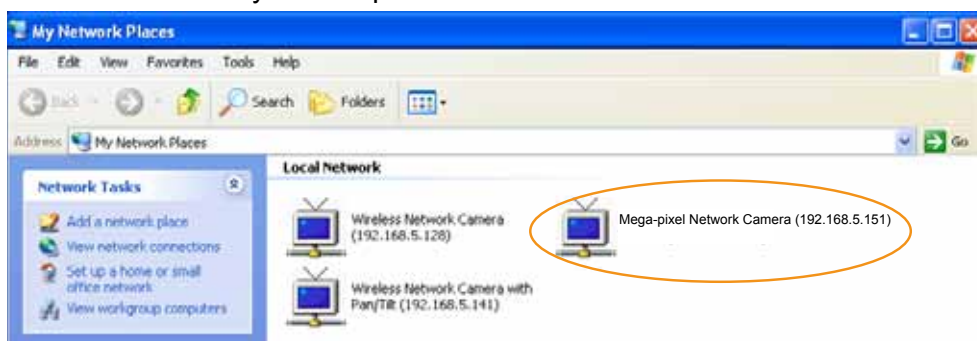 My Network Places
File Edit View Favorites Tools Help
Back Search Folders
Address My Network Places Go
Network Tasks
Add a network place
View network connections
Set up a home or small
office network
View workgroup computers
Local Network
Wireless Network Camera
(192.168.5.128)
Mega-pixel Network Camera (192.168.5.151)
Wireless Network Camera with
Pan/Tilt (192.168.5.141)